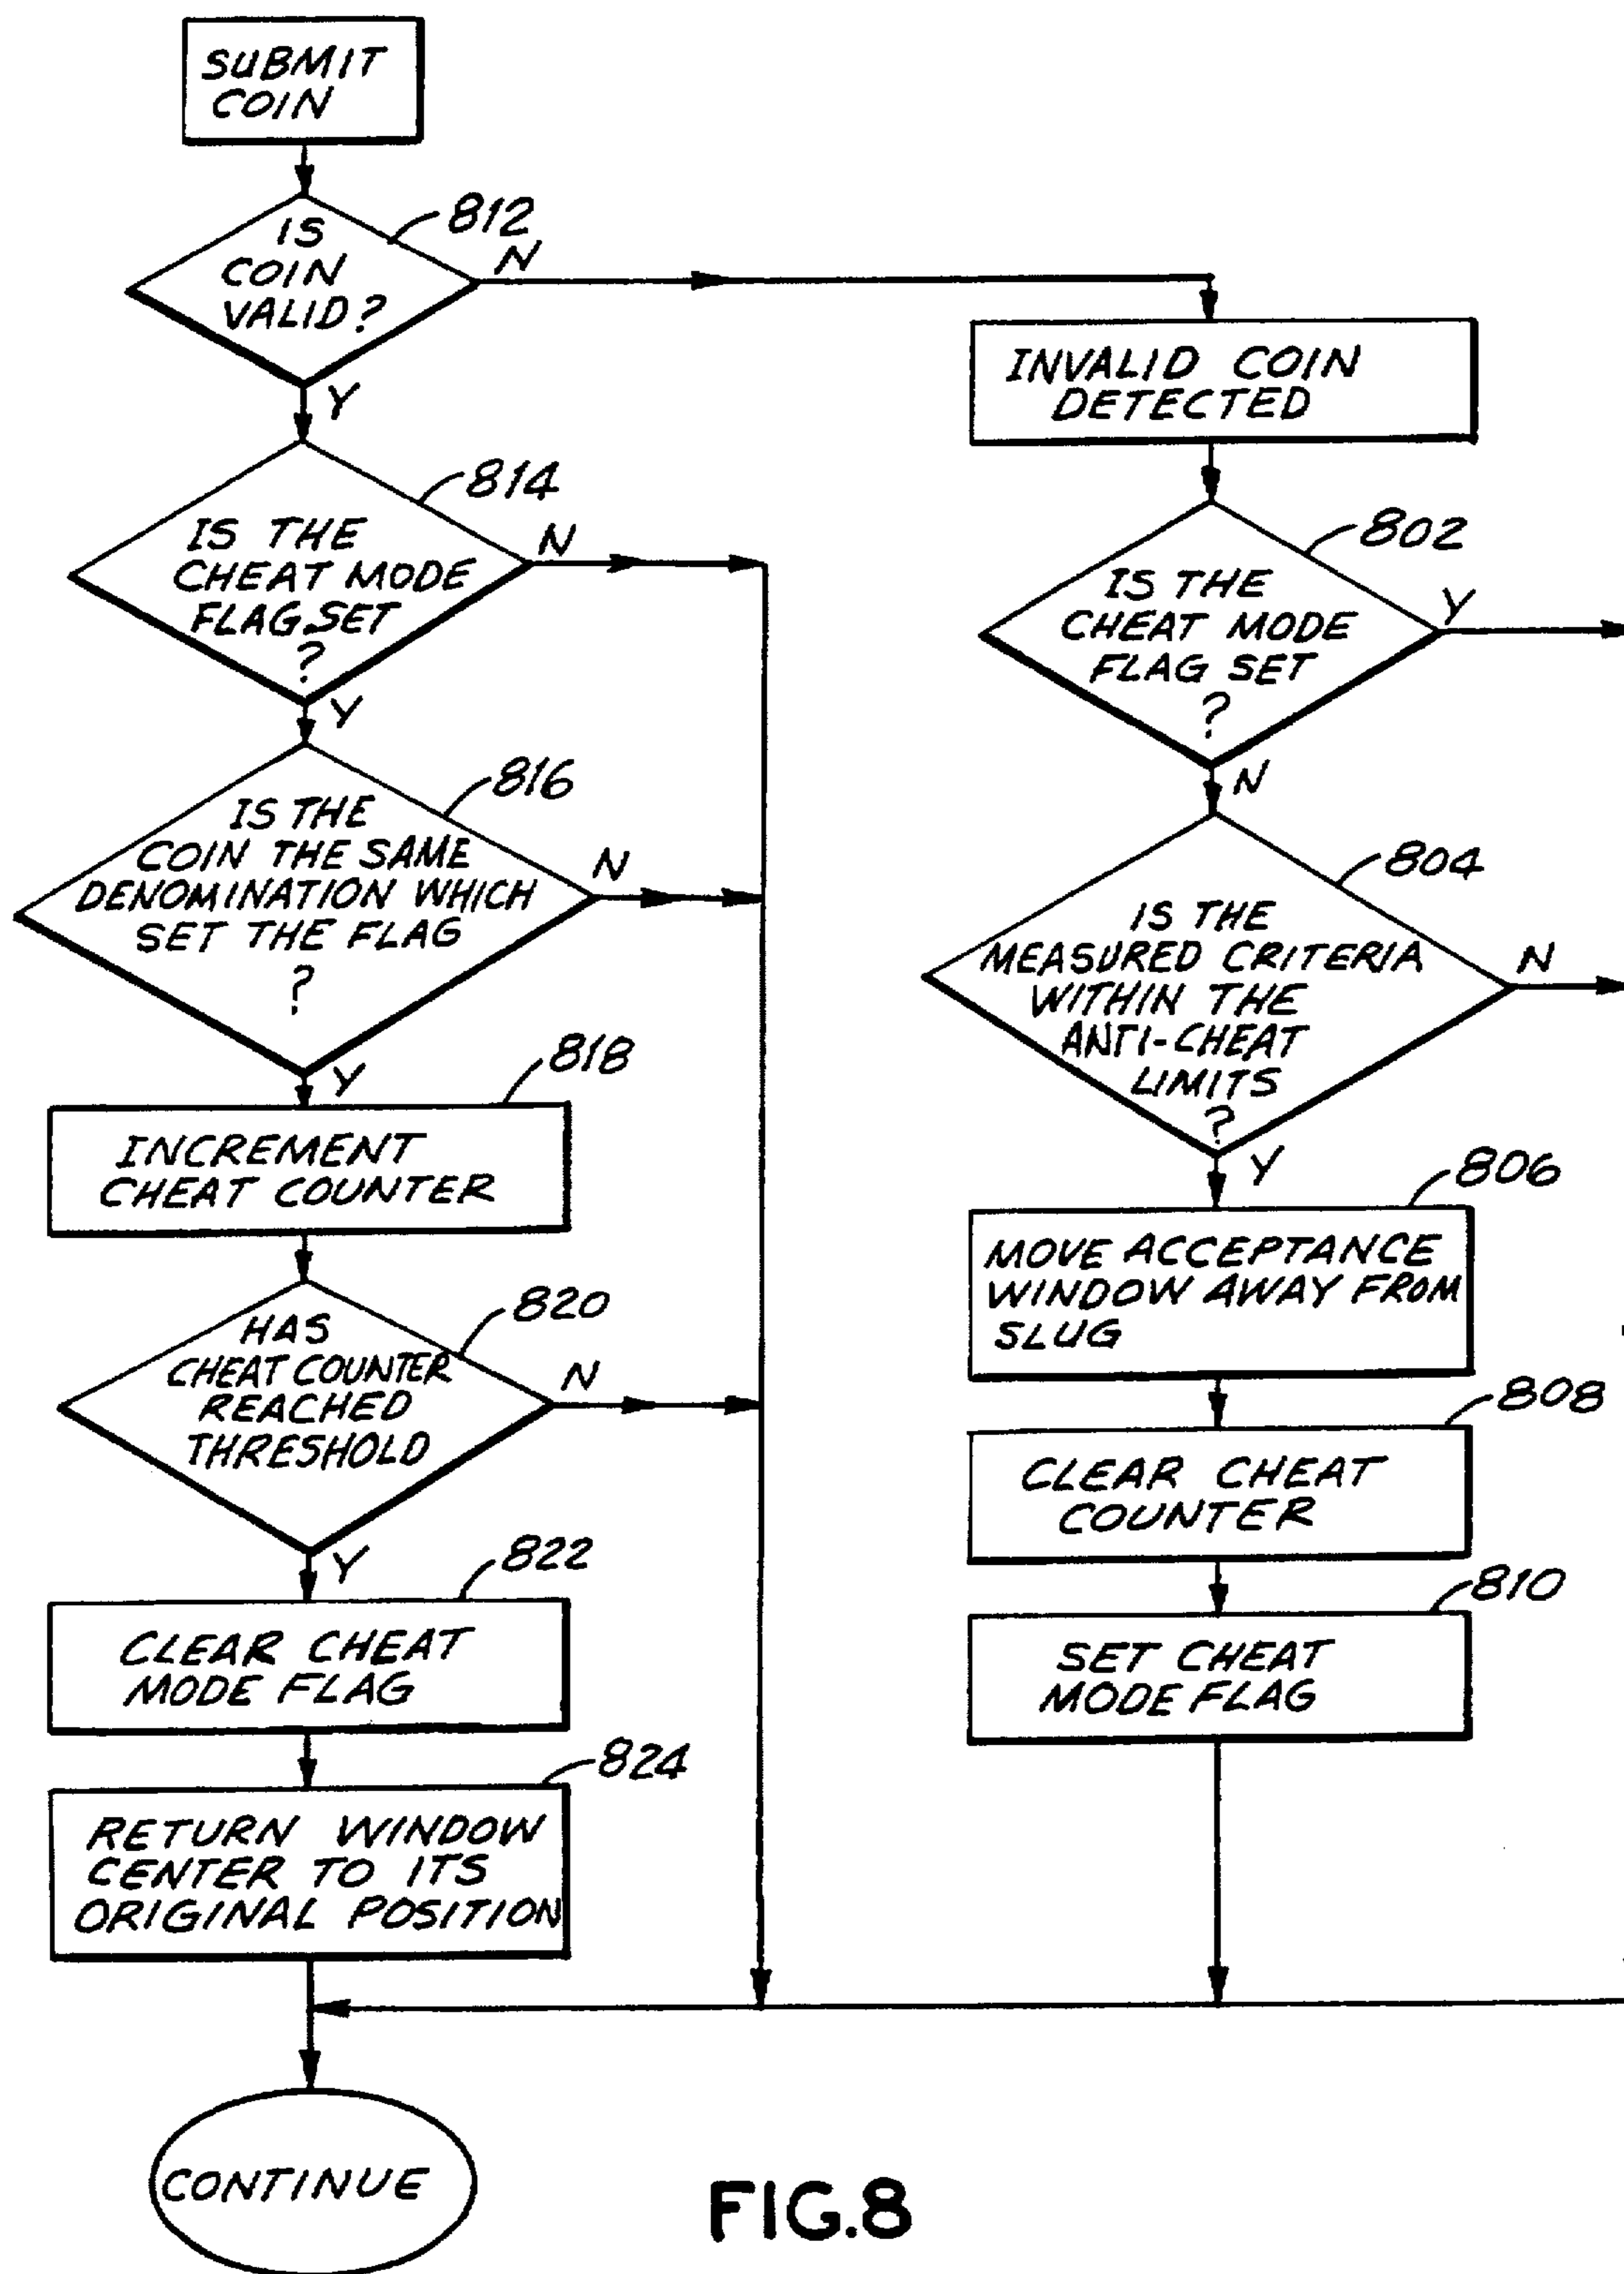 SUBMIT
COIN
812
IS
COIN
VALID?
N
Y
814
IS THE
CHEAT MODE
FLAG SET
?
N
Y
816
IS THE
COIN THE SAME
DENOMINATION WHICH
SET THE FLAG
?
N
Y
818
INCREMENT
CHEAT COUNTER
820
HAS
CHEAT COUNTER
REACHED
THRESHOLD
N
Y
822
CLEAR CHEAT
MODE FLAG
824
RETURN WINDOW
CENTER TO ITS
ORIGINAL POSITION
CONTINUE
INVALID COIN
DETECTED
802
IS THE
CHEAT MODE
FLAG SET
?
Y
N
804
IS THE
MEASURED CRITERIA
WITHIN THE
ANTI-CHEAT
LIMITS
?
N
Y
806
MOVE ACCEPTANCE
WINDOW AWAY FROM
SLUG
808
CLEAR CHEAT
COUNTER
810
SET CHEAT
MODE FLAG
FIG.8